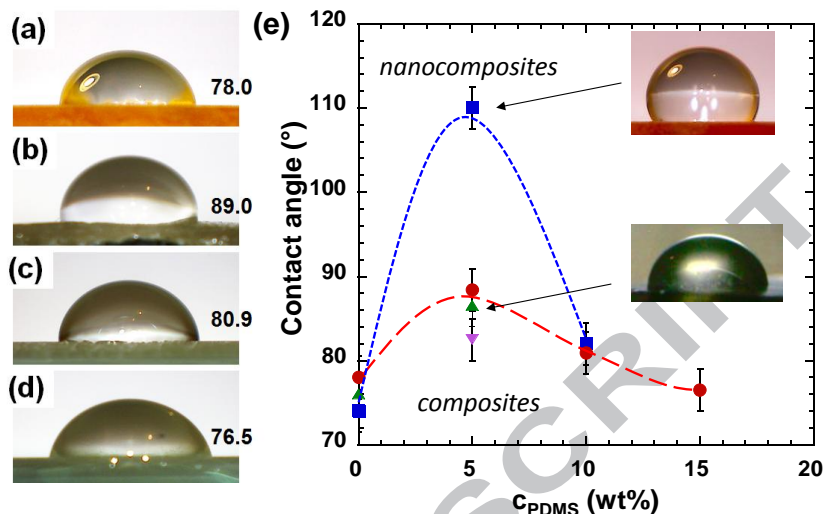 (a)
78.0
(b)
89.0
(c)
80.9
(d)
76.5
(e)
120
110
100
90
80
70
Contact angle (°)
nanocomposites
composites
0
5
10
15
20
cPDMS (wt%)
SCRIPT